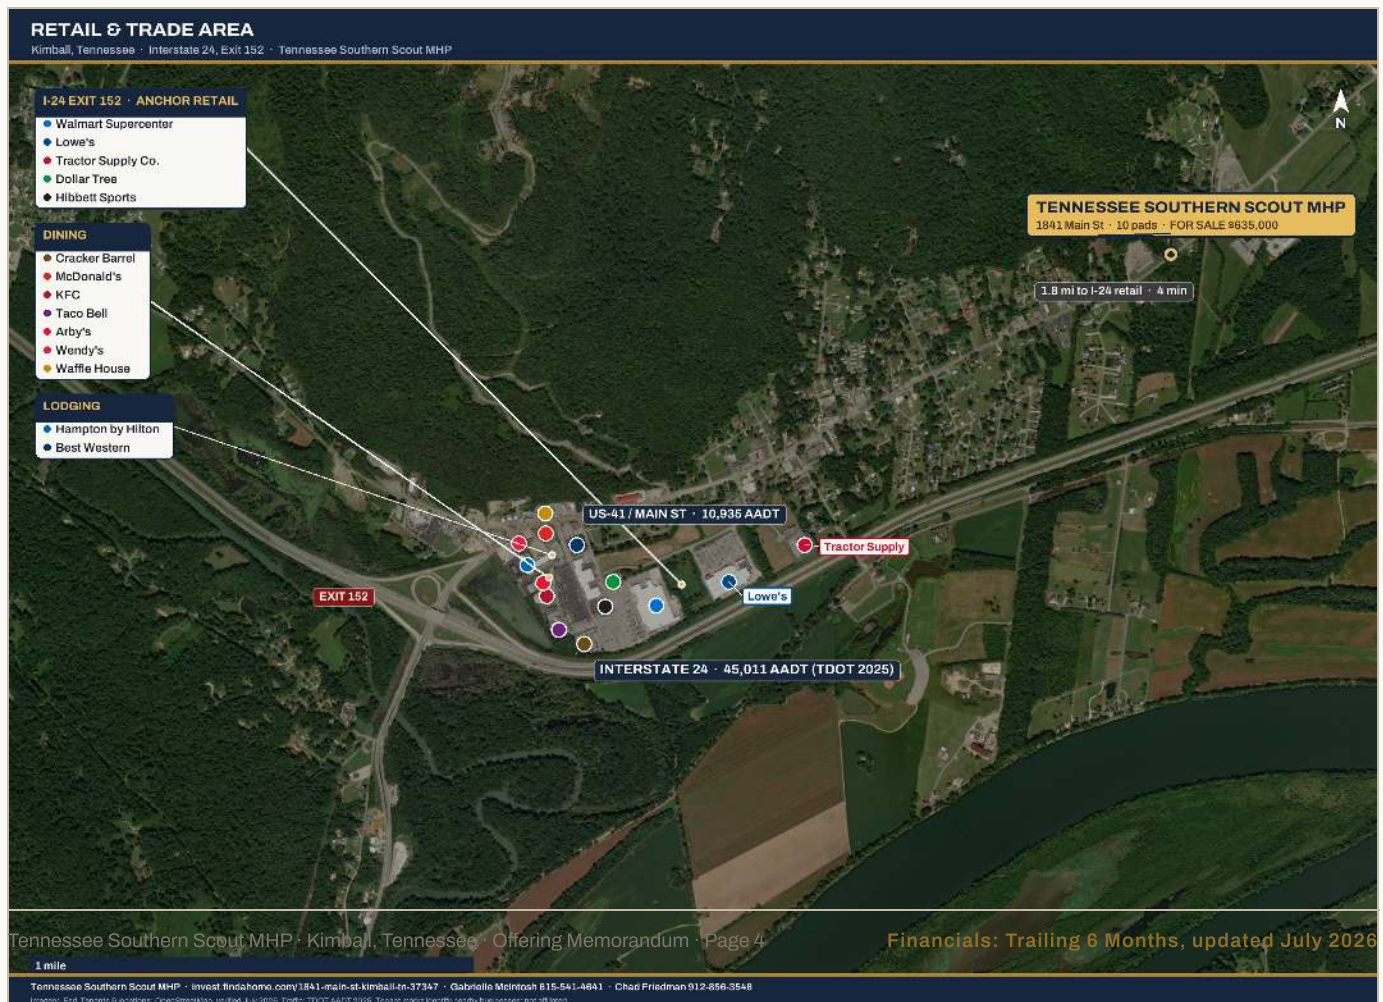 RETAIL & TRADE AREA
Kimball, Tennessee · Interstate 24, Exit 152 · Tennessee Southern Scout MHP
I-24 EXIT 152 · ANCHOR RETAIL
Walmart Supercenter
Lowe's
Tractor Supply Co.
Dollar Tree
Hibbett Sports
N
TENNESSEE SOUTHERN SCOUT MHP
1841 Main St · 10 pads · FOR SALE $635,000
1.8 mi to I-24 retail · 4 min
DINING
Cracker Barrel
McDonald's
KFC
Taco Bell
Arby's
Wendy's
Waffle House
LODGING
Hampton by Hilton
Best Western
US-41 / MAIN ST · 10,935 AADT
Tractor Supply
EXIT 152
Lowe's
INTERSTATE 24 · 45,011 AADT (TDOT 2025)
Tennessee Southern Scout MHP · Kimball, Tennessee · Offering Memorandum · Page 4
Financials: Trailing 6 Months, updated July 2026
1 mile
Tennessee Southern Scout MHP · invest.findahome.com/1841-main-st-kimball-tn-37347 · Gabrielle McIntosh 615-541-4641 · Chad Friedman 912-856-3548